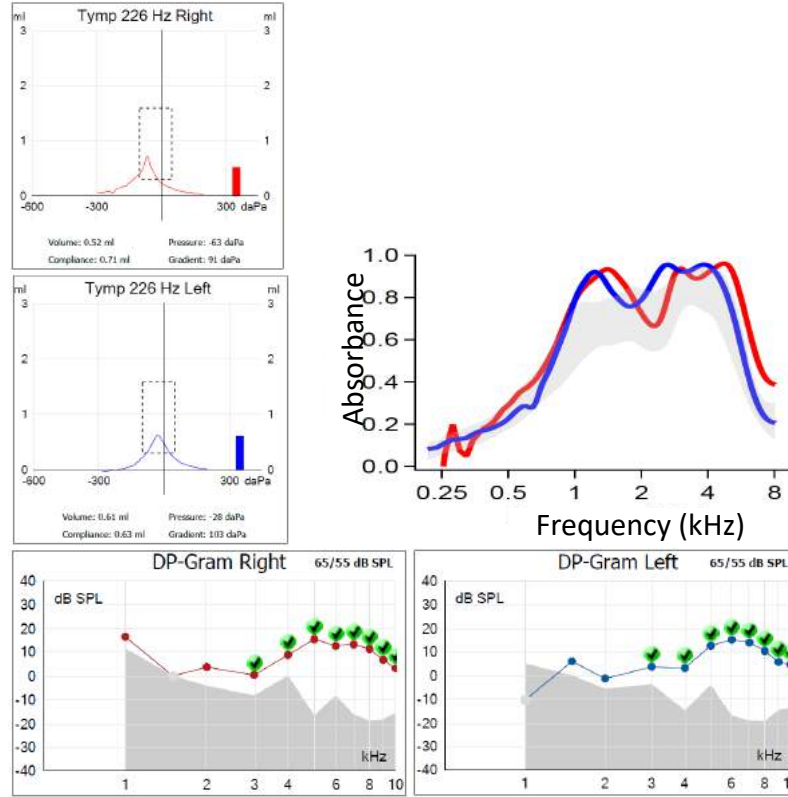 ml Tymp 226 Hz Right ml
3 3
2 2
1 1
0 0
-600 -300 300 daPa
Volume: 0.52 ml Pressure: -63 daPa
Compliance: 0.71 ml Gradient: 91 daPa
ml Tymp 226 Hz Left ml
3 3
2 2
1 1
0 0
-600 -300 300 daPa
Volume: 0.61 ml Pressure: -28 daPa
Compliance: 0.63 ml Gradient: 103 daPa
Absorbance
1.0
0.8
0.6
0.4
0.2
0.0
0.25 0.5 1 2 4 8
Frequency (kHz)
DP-Gram Right 65/55 dB SPL
dB SPL
40
30
20
10
0
-10
-20
-30
-40
kHz
1 2 3 4 6 8 10
DP-Gram Left 65/55 dB SPL
dB SPL
40
30
20
10
0
-10
-20
-30
-40
kHz
1 2 3 4 6 8